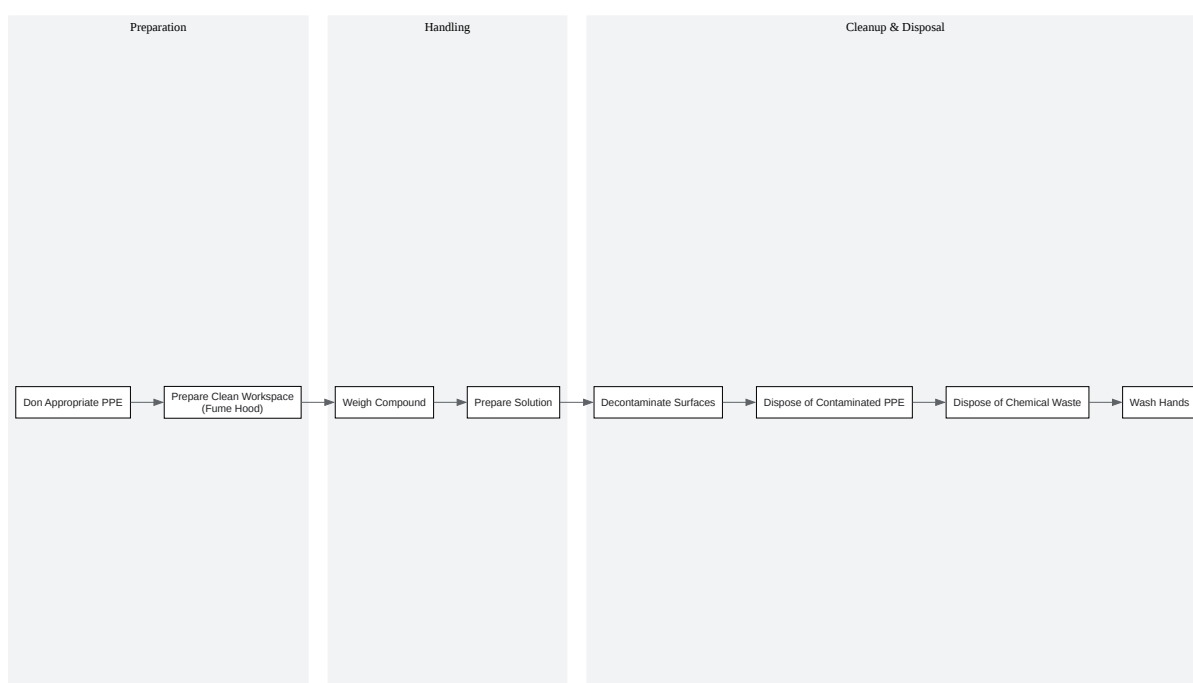 Preparation
Handling
Cleanup & Disposal
Don Appropriate PPE
Prepare Clean Workspace
(Fume Hood)
Weigh Compound
Prepare Solution
Decontaminate Surfaces
Dispose of Contaminated PPE
Dispose of Chemical Waste
Wash Hands